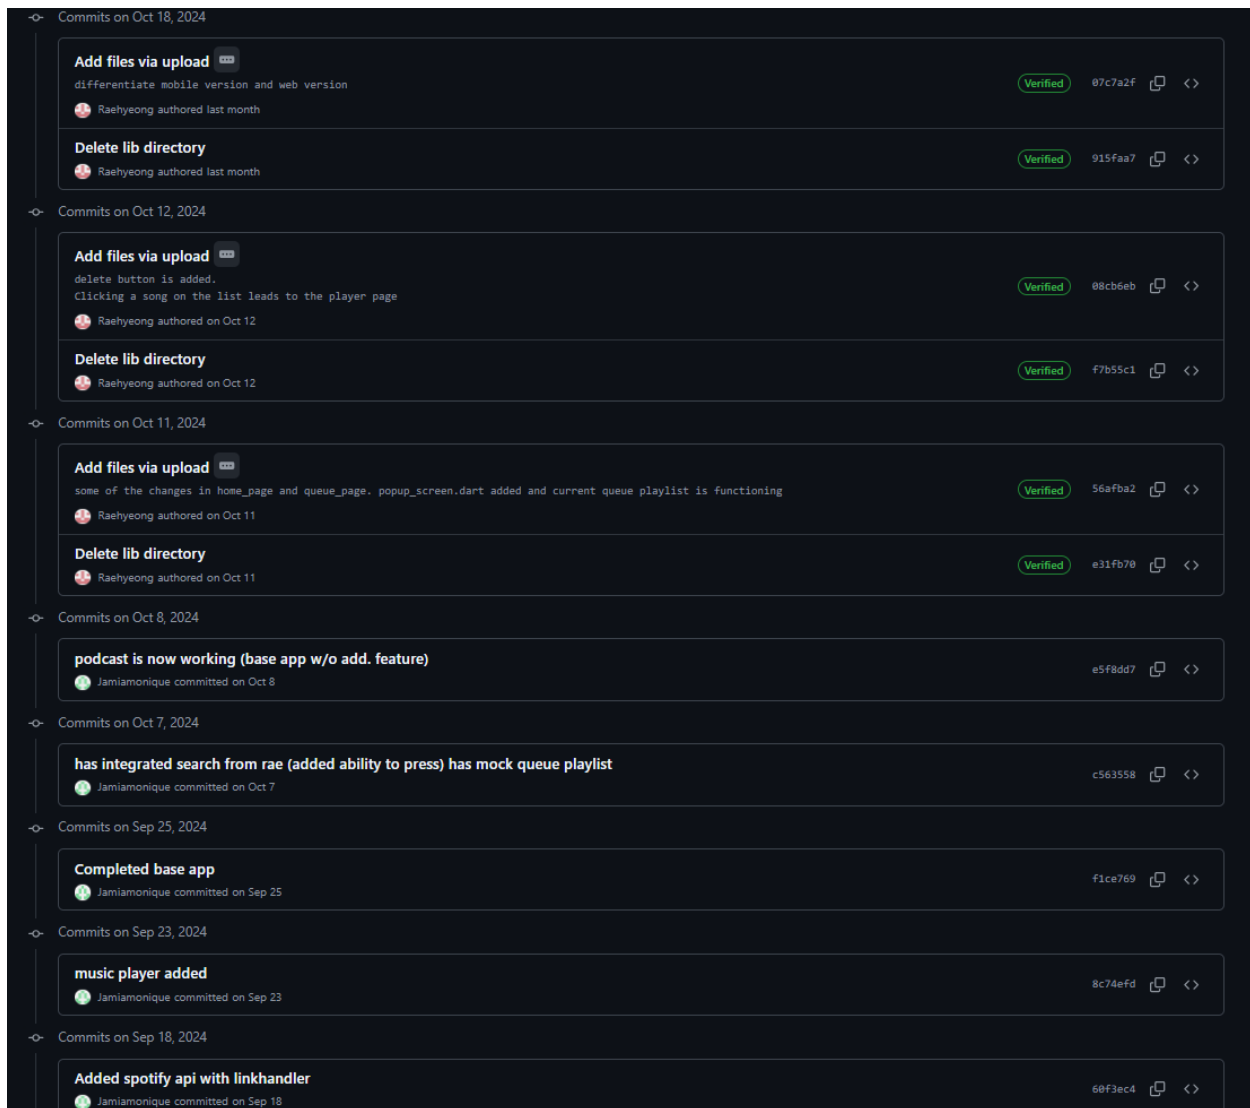 Commits on Oct 18, 2024
Add files via upload
differentiate mobile version and web version
Raehyeong authored last month
Verified
07c7a2f
Delete lib directory
Raehyeong authored last month
Verified
915faa7
Commits on Oct 12, 2024
Add files via upload
delete button is added.
Clicking a song on the list leads to the player page
Raehyeong authored on Oct 12
Verified
08cb6eb
Delete lib directory
Raehyeong authored on Oct 12
Verified
f7b55c1
Commits on Oct 11, 2024
Add files via upload
some of the changes in home_page and queue_page. popup_screen.dart added and current queue playlist is functioning
Raehyeong authored on Oct 11
Verified
56afba2
Delete lib directory
Raehyeong authored on Oct 11
Verified
e31fb70
Commits on Oct 8, 2024
podcast is now working (base app w/o add. feature)
Jamiamonique committed on Oct 8
e5f8dd7
Commits on Oct 7, 2024
has integrated search from rae (added ability to press) has mock queue playlist
Jamiamonique committed on Oct 7
c563558
Commits on Sep 25, 2024
Completed base app
Jamiamonique committed on Sep 25
f1ce769
Commits on Sep 23, 2024
music player added
Jamiamonique committed on Sep 23
8c74efd
Commits on Sep 18, 2024
Added spotify api with linkhandler
Jamiamonique committed on Sep 18
60f3ec4